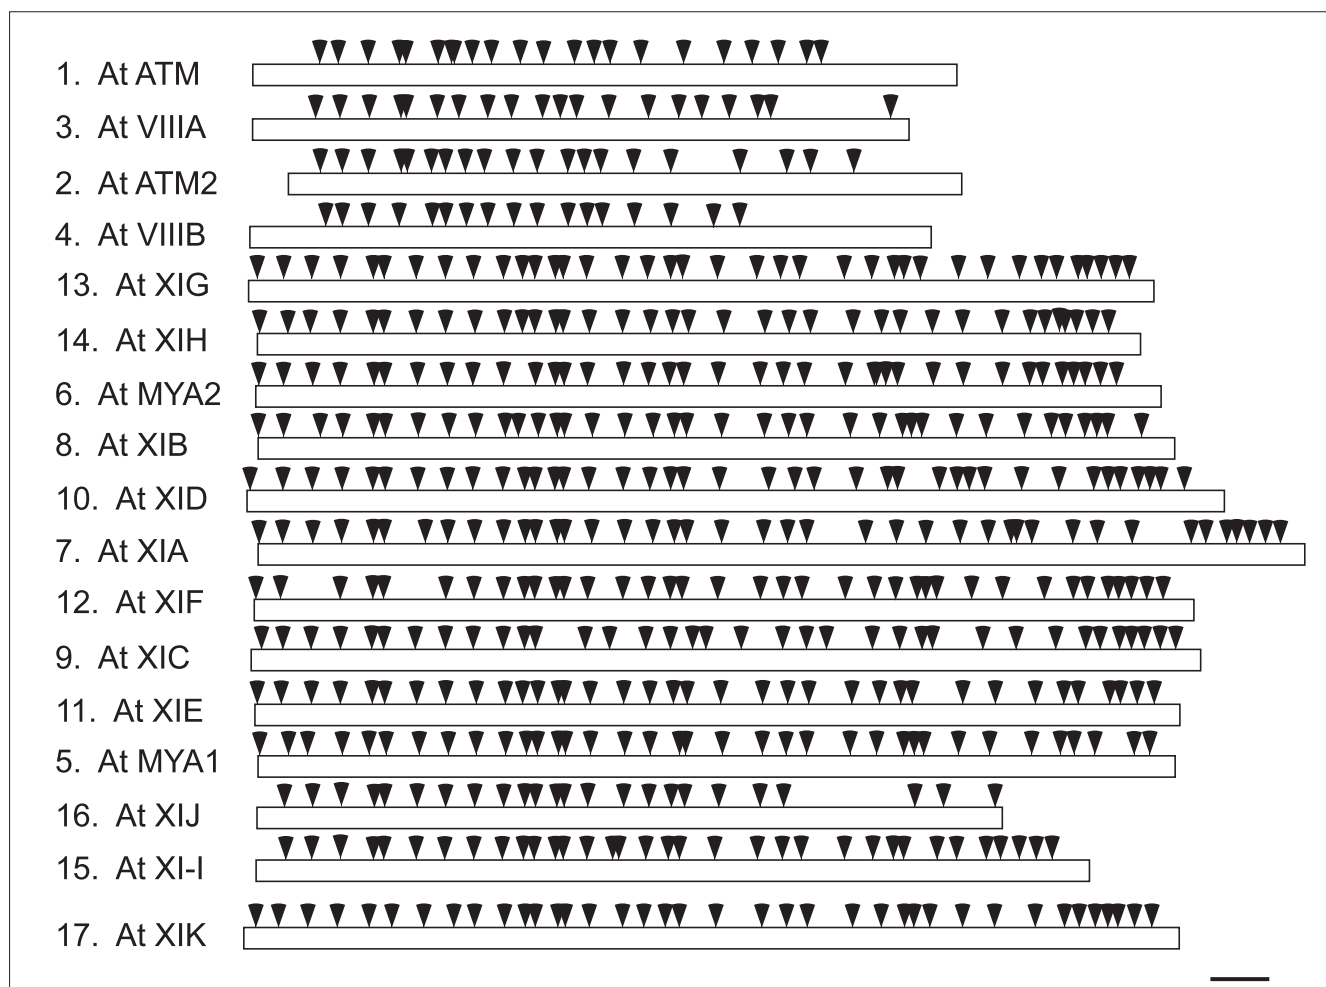 1. At ATM
3. At VIIIA
2. At ATM2
4. At VIIIB
13. At XIG
14. At XIH
6. At MYA2
8. At XIB
10. At XID
7. At XIA
12. At XIF
9. At XIC
11. At XIE
5. At MYA1
16. At XIJ
15. At XI-I
17. At XIK